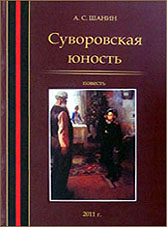 А. С. ШАНИН
Суворовская
юность
ПОВЕСТЬ
2011 г.